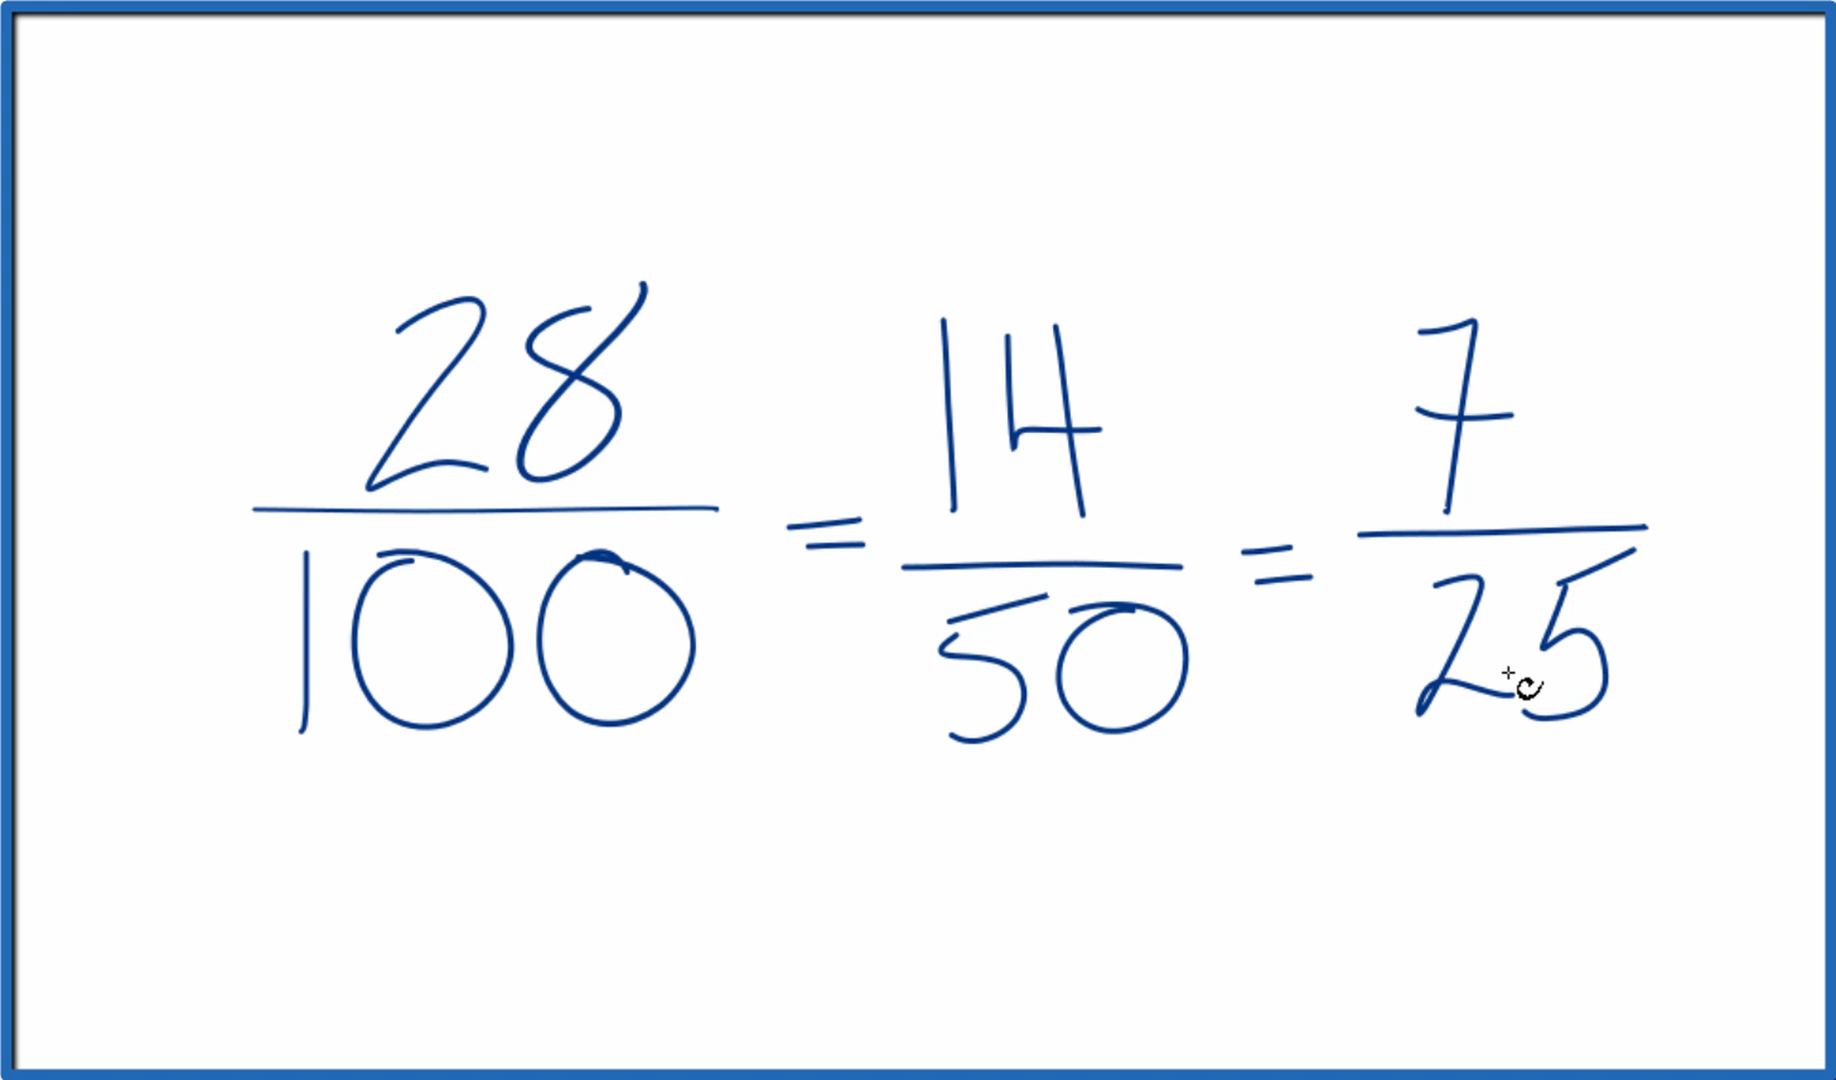 28/100 = 14/50 = 7/25